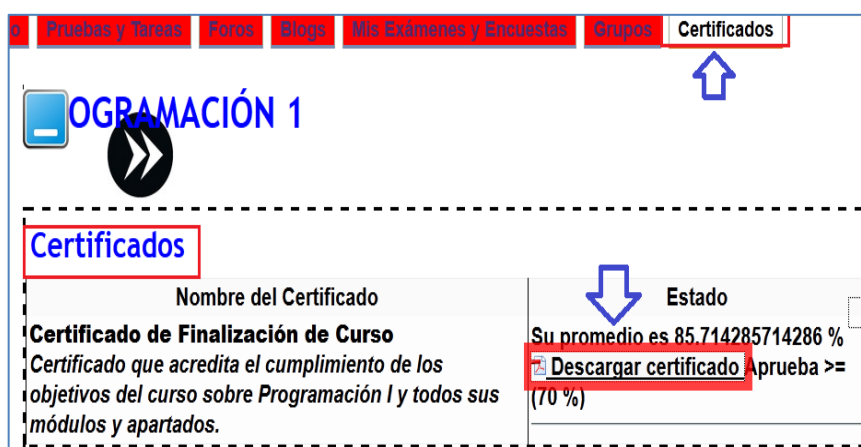 o Pruebas y Tareas Foros Blogs Mis Exámenes y Encuestas Grupos Certificados
OGRAMACIÓN 1
Certificados
Nombre del Certificado Estado
Certificado de Finalización de Curso
Certificado que acredita el cumplimiento de los
objetivos del curso sobre Programación I y todos sus
módulos y apartados.
Su promedio es 85.714285714286 %
Descargar certificado Aprueba >=
(70 %)